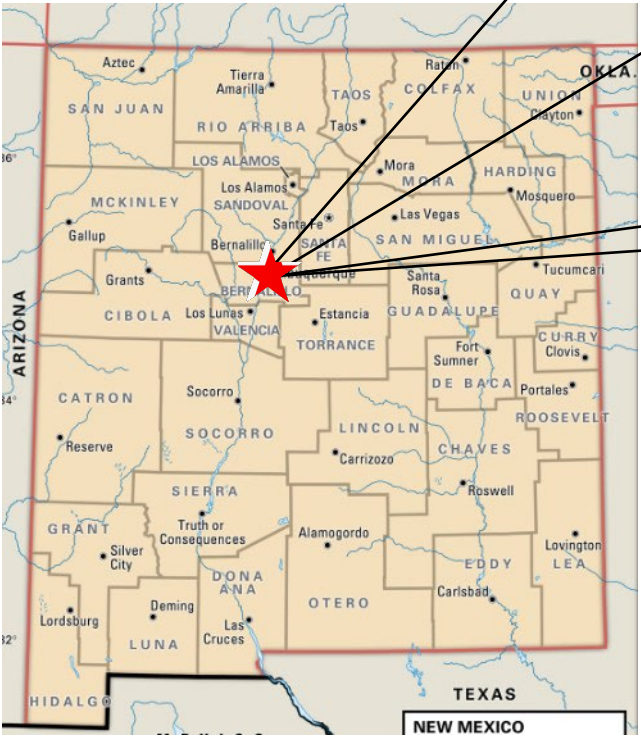 OKLA.
Aztec
Raton
Tierra
Amarilla
COLFAX
TAOS
UNION
SAN JUAN
Clayton
RIO ARRIBA
Taos
36°
LOS ALAMOS
Mora
HARDING
Los Alamos
MORA
MCKINLEY
SANDOVAL
Mosquero
Santa Fe
Las Vegas
Gallup
Bernalillo
SANTA
FE
SAN MIGUEL
Grants
Tucumcari
Santa
Rosa
QUAY
CIBOLA
Los Lunas
Estancia
GUADALUPE
VALENCIA
TORRANCE
CURRY
Clovis
Fort
Sumner
ARIZONA
DE BACA
Portales
CATRON
Socorro
ROOSEVELT
34°
LINCOLN
SOCORRO
Reserve
CHAVES
Carrizozo
SIERRA
Roswell
GRANT
Truth or
Consequences
Alamogordo
Silver
City
Lovington
LEA
DONA
ANA
EDDY
Carlsbad
OTERO
Lordsburg
Deming
Las
Cruces
32°
LUNA
HIDALGO
TEXAS
NEW MEXICO